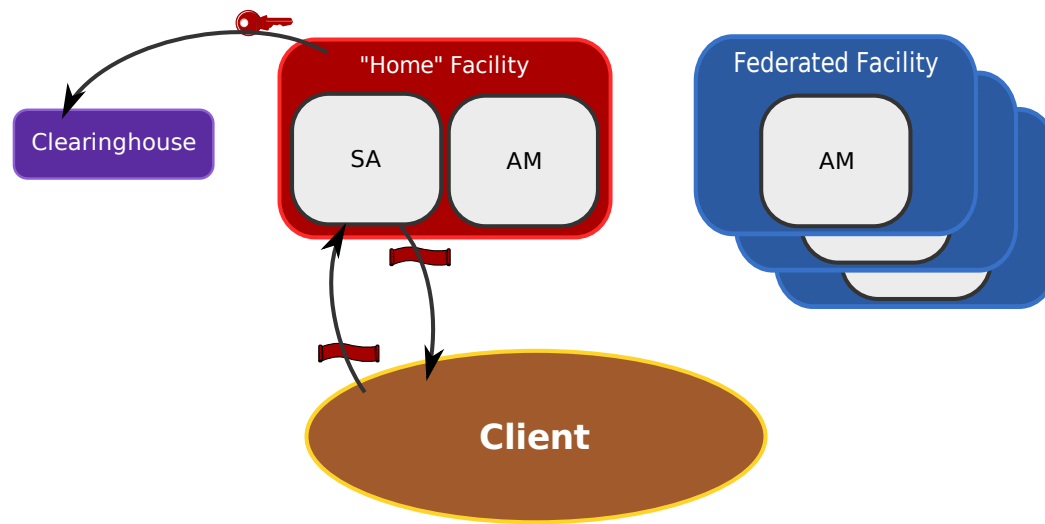 "Home" Facility
Federated Facility
Clearinghouse
SA
AM
AM
Client